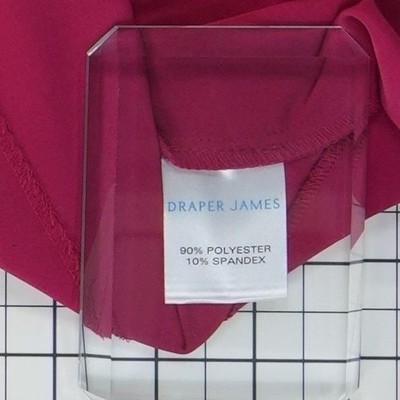 DRAPER JAMES
90% POLYESTER
10% SPANDEX